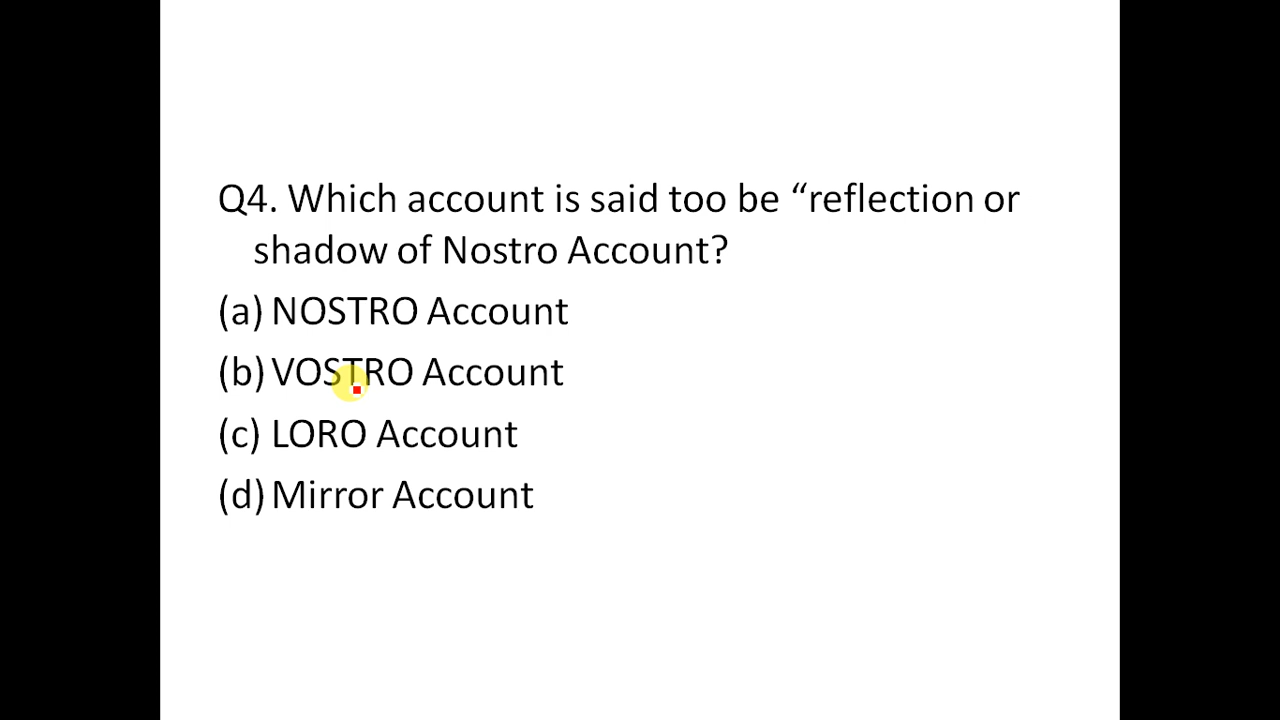 Q4. Which account is said too be “reflection or
shadow of Nostro Account?
(a) NOSTRO Account
(b) VOSTRO Account
(c) LORO Account
(d) Mirror Account